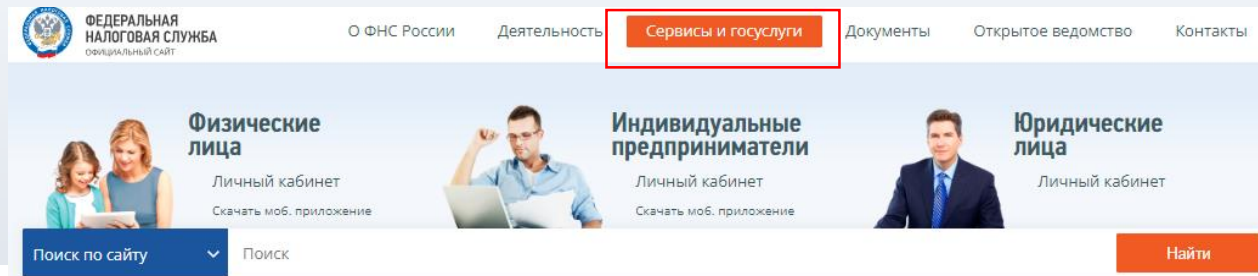 ФЕДЕРАЛЬНАЯ
НАЛОГОВАЯ СЛУЖБА
ОФИЦИАЛЬНЫЙ САЙТ
О ФНС России Деятельность Сервисы и госуслуги Документы Открытое ведомство Контакты
Физические
лица
Личный кабинет
Скачать моб. приложение
Индивидуальные
предприниматели
Личный кабинет
Скачать моб. приложение
Юридические
лица
Личный кабинет
Поиск по сайту Поиск Найти